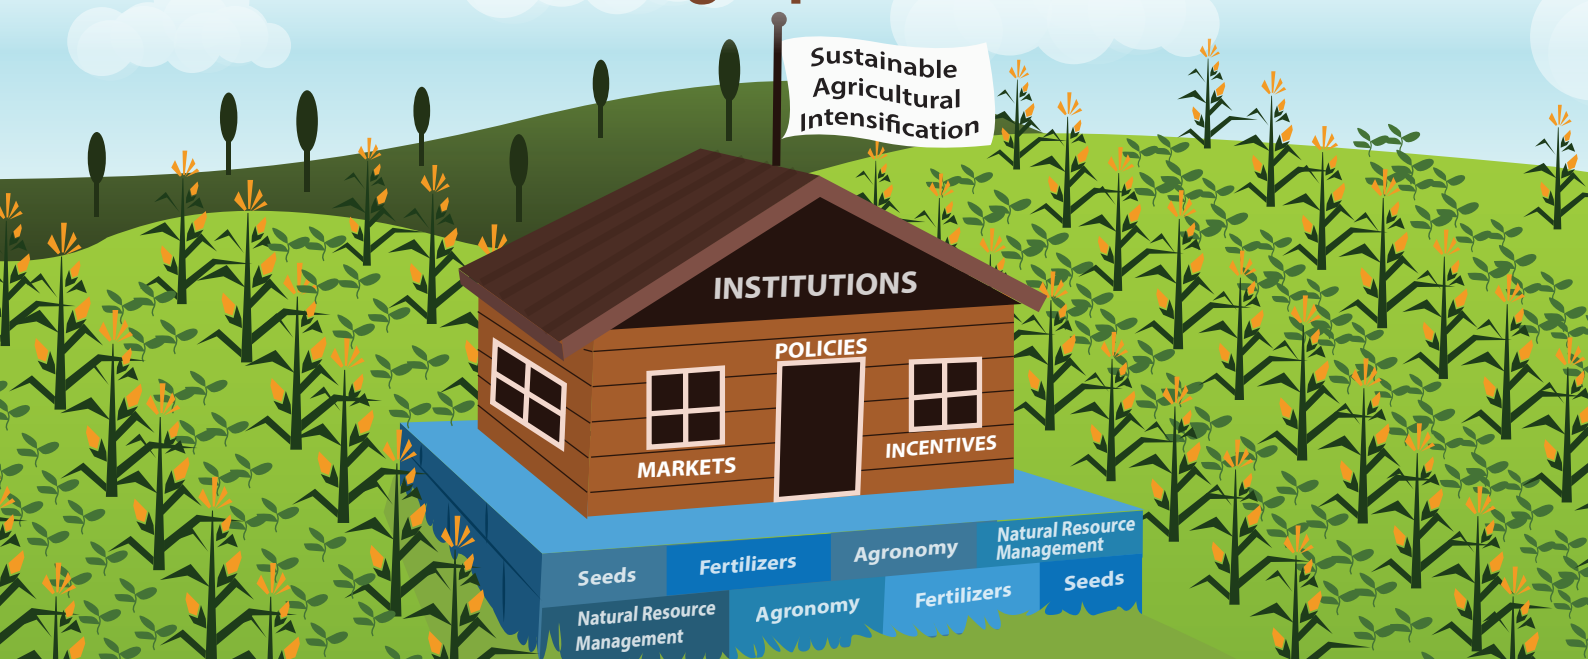 Sustainable
Agricultural
Intensification
INSTITUTIONS
POLICIES
MARKETS
INCENTIVES
Seeds
Fertilizers
Agronomy
Natural Resource
Management
Natural Resource
Management
Agronomy
Fertilizers
Seeds